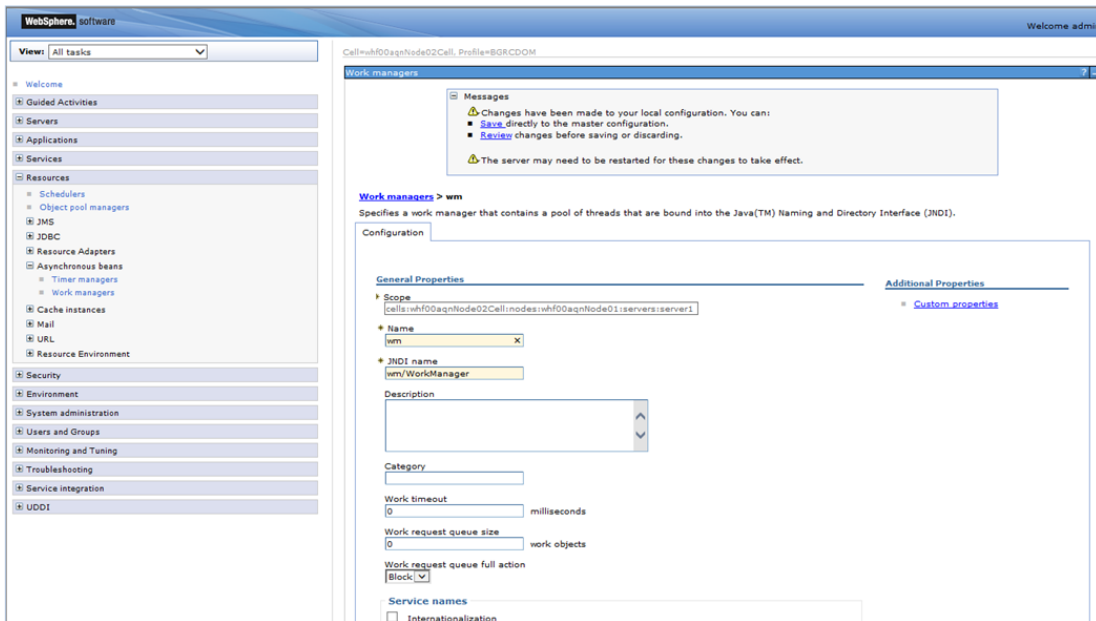 WebSphere. software
Welcome admi
View: All tasks
Cell=whf00aqnNode02Cell, Profile=BGRCDOM
Work managers
?
Welcome
Guided Activities
Servers
Applications
Services
Resources
Schedulers
Object pool managers
JMS
JDBC
Resource Adapters
Asynchronous beans
Timer managers
Work managers
Cache instances
Mail
URL
Resource Environment
Security
Environment
System administration
Users and Groups
Monitoring and Tuning
Troubleshooting
Service integration
UDDI
Messages
Changes have been made to your local configuration. You can:
Save directly to the master configuration.
Review changes before saving or discarding.
The server may need to be restarted for these changes to take effect.
Work managers > wm
Specifies a work manager that contains a pool of threads that are bound into the Java(TM) Naming and Directory Interface (JNDI).
Configuration
General Properties
Scope
cells:whf00aqnNode02Cell:nodes:whf00aqnNode01:servers:server1
* Name
wm
* JNDI name
wm/WorkManager
Description
Category
Work timeout
0 milliseconds
Work request queue size
0 work objects
Work request queue full action
Block
Service names
Internationalization
Additional Properties
Custom properties